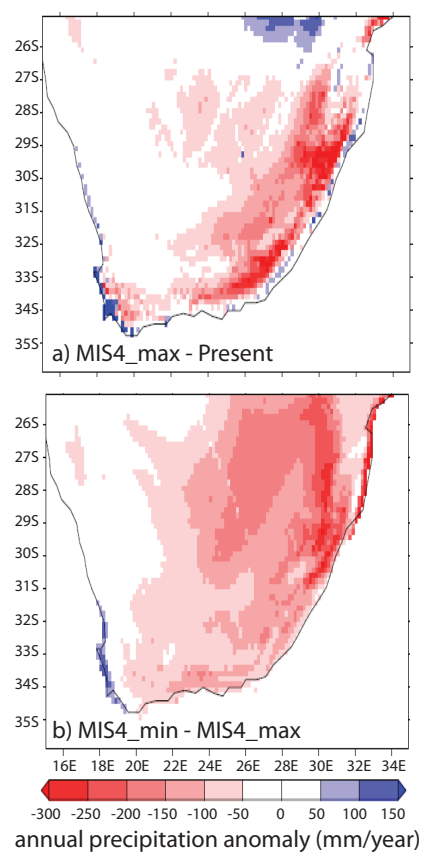 26S
27S
28S
29S
30S
31S
32S
33S
34S
35S
a) MIS4_max - Present
26S
27S
28S
29S
30S
31S
32S
33S
34S
35S
b) MIS4_min - MIS4_max
16E 18E 20E 22E 24E 26E 28E 30E 32E 34E
-300 -250 -200 -150 -100 -50 0 50 100 150
annual precipitation anomaly (mm/year)